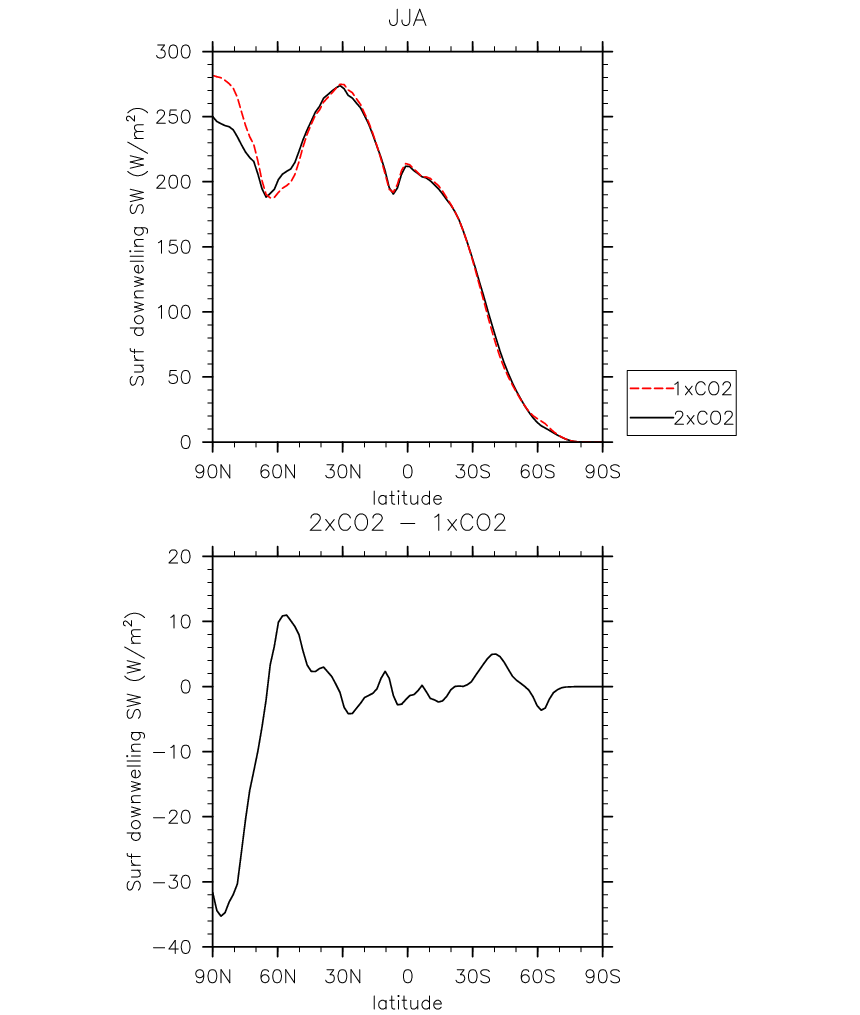 JJA
300
250
200
150
100
50
0
Surf downwelling SW (W/m²)
90N 60N 30N 0 30S 60S 90S
latitude
1xCO2
2xCO2
2xCO2 − 1xCO2
20
10
0
−10
−20
−30
−40
Surf downwelling SW (W/m²)
90N 60N 30N 0 30S 60S 90S
latitude